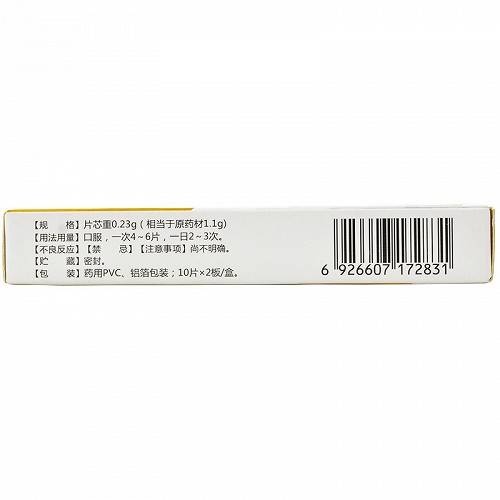 【规　　格】片芯重0.23g（相当于原药材1.1g）
【用法用量】口服，一次4～6片，一日2～3次。
【不良反应】【禁　　忌】【注意事项】尚不明确。
【贮　　藏】密封。
【包　　装】药用PVC、铝箔包装；10片×2板/盒。
6 926607 172831